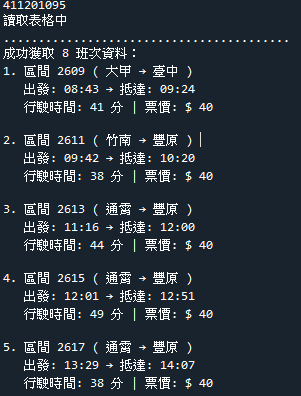 411201095
讀取表格中
........................................
成功獲取 8 班次資料：
1. 區間 2609 ( 大甲 → 臺中 )
出發: 08:43 → 抵達: 09:24
行駛時間: 41 分 | 票價: $ 40
2. 區間 2611 ( 竹南 → 豐原 )
出發: 09:42 → 抵達: 10:20
行駛時間: 38 分 | 票價: $ 40
3. 區間 2613 ( 通霄 → 豐原 )
出發: 11:16 → 抵達: 12:00
行駛時間: 44 分 | 票價: $ 40
4. 區間 2615 ( 通霄 → 豐原 )
出發: 12:01 → 抵達: 12:51
行駛時間: 49 分 | 票價: $ 40
5. 區間 2617 ( 通霄 → 豐原 )
出發: 13:29 → 抵達: 14:07
行駛時間: 38 分 | 票價: $ 40